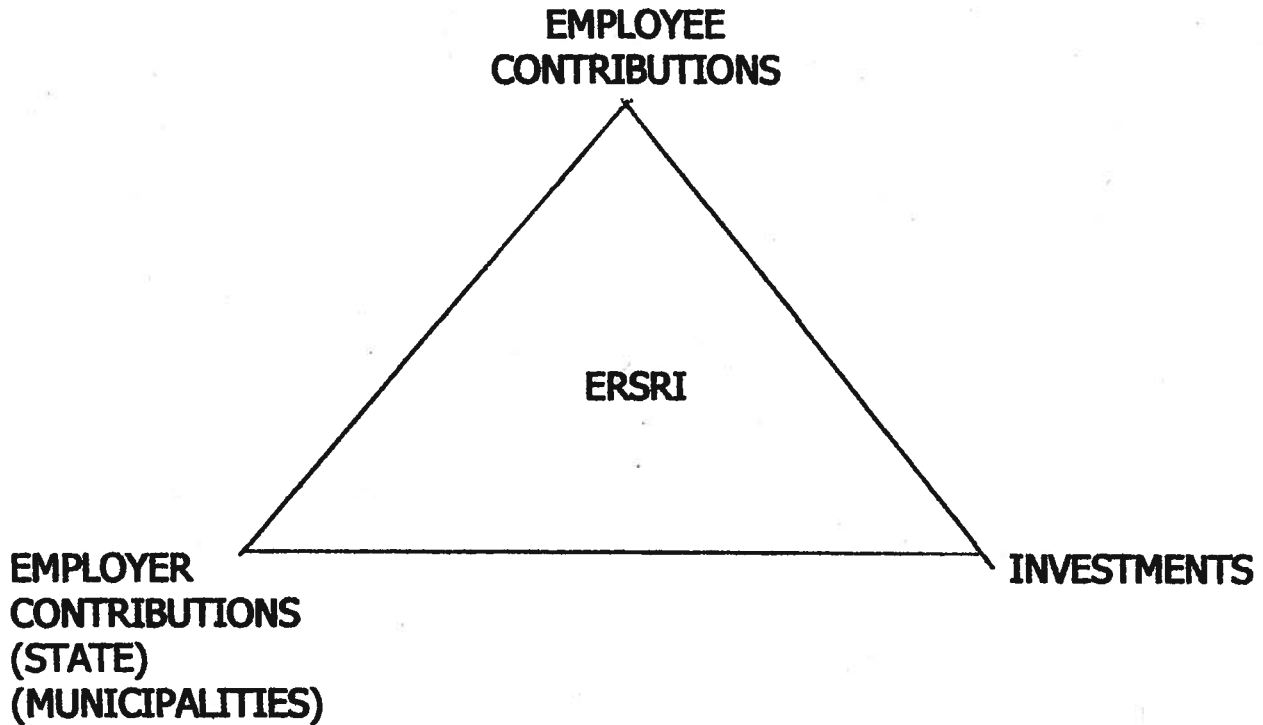 EMPLOYEE
CONTRIBUTIONS
ERSRI
EMPLOYER
CONTRIBUTIONS
(STATE)
(MUNICIPALITIES)
INVESTMENTS